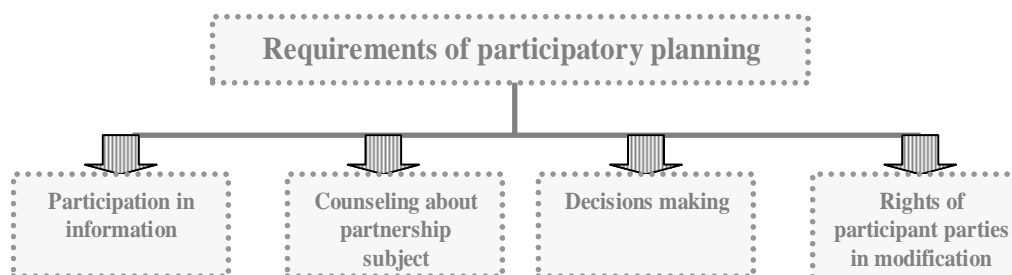 Requirements of participatory planning
Participation in
information
Counseling about
partnership
subject
Decisions making
Rights of
participant parties
in modification